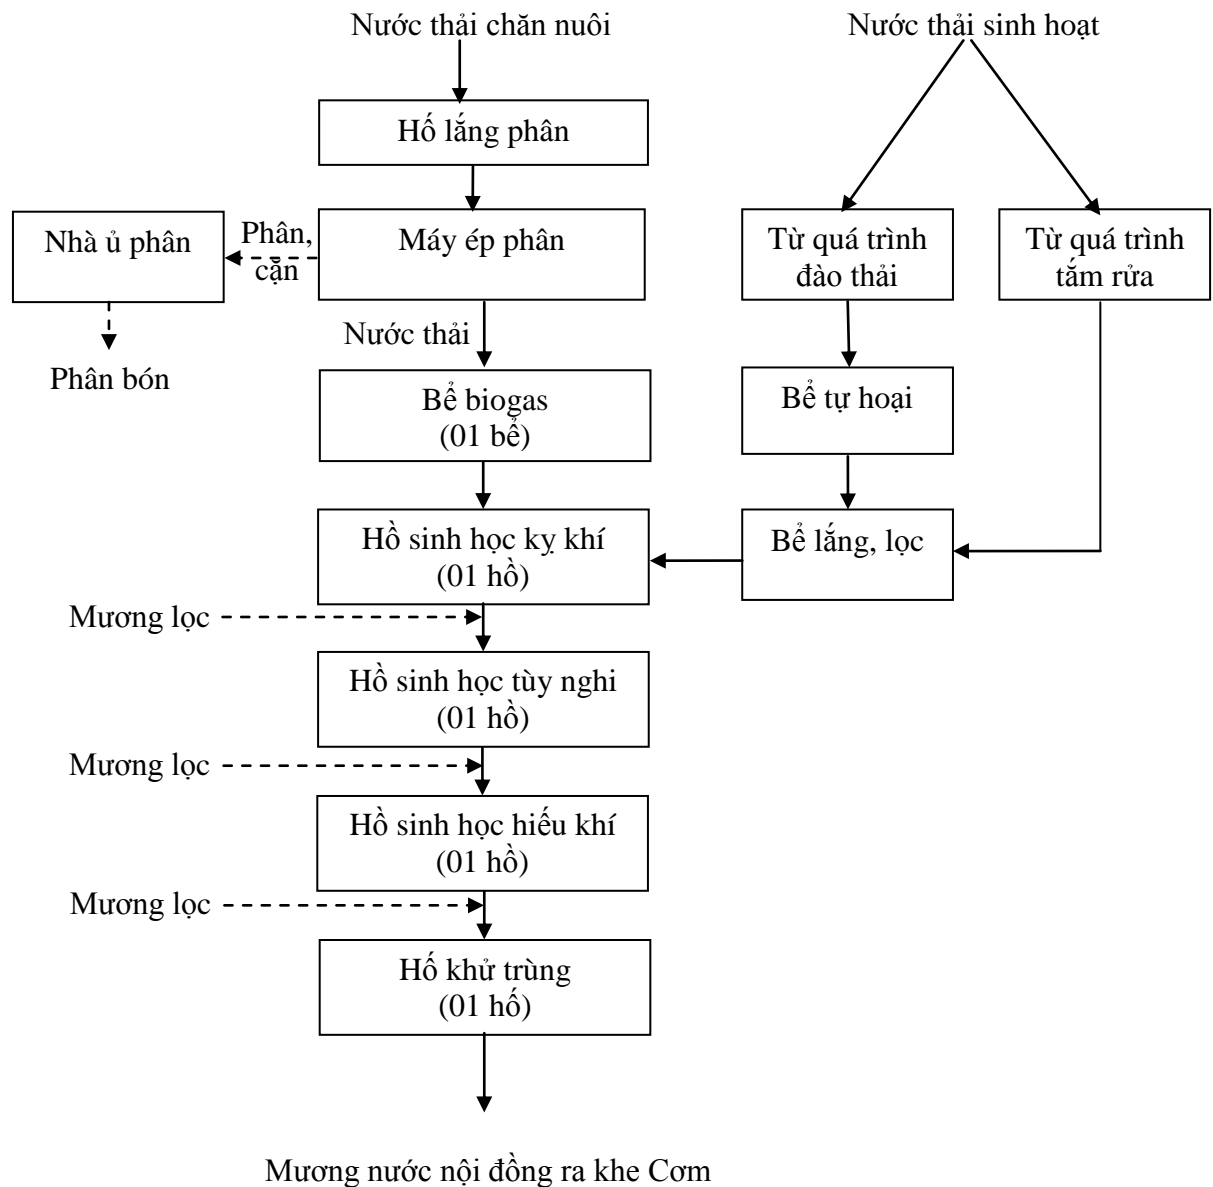 Nước thải chăn nuôi
Nước thải sinh hoạt
Hố lắng phân
Nhà ủ phân
Phân,
cặn
Máy ép phân
Từ quá trình
đào thải
Từ quá trình
tắm rửa
Nước thải
Phân bón
Bể biogas
(01 bể)
Bể tự hoại
Hồ sinh học kỵ khí
(01 hồ)
Bể lắng, lọc
Mương lọc
Hồ sinh học tùy nghi
(01 hồ)
Mương lọc
Hồ sinh học hiếu khí
(01 hồ)
Mương lọc
Hố khử trùng
(01 hố)
Mương nước nội đồng ra khe Cơm